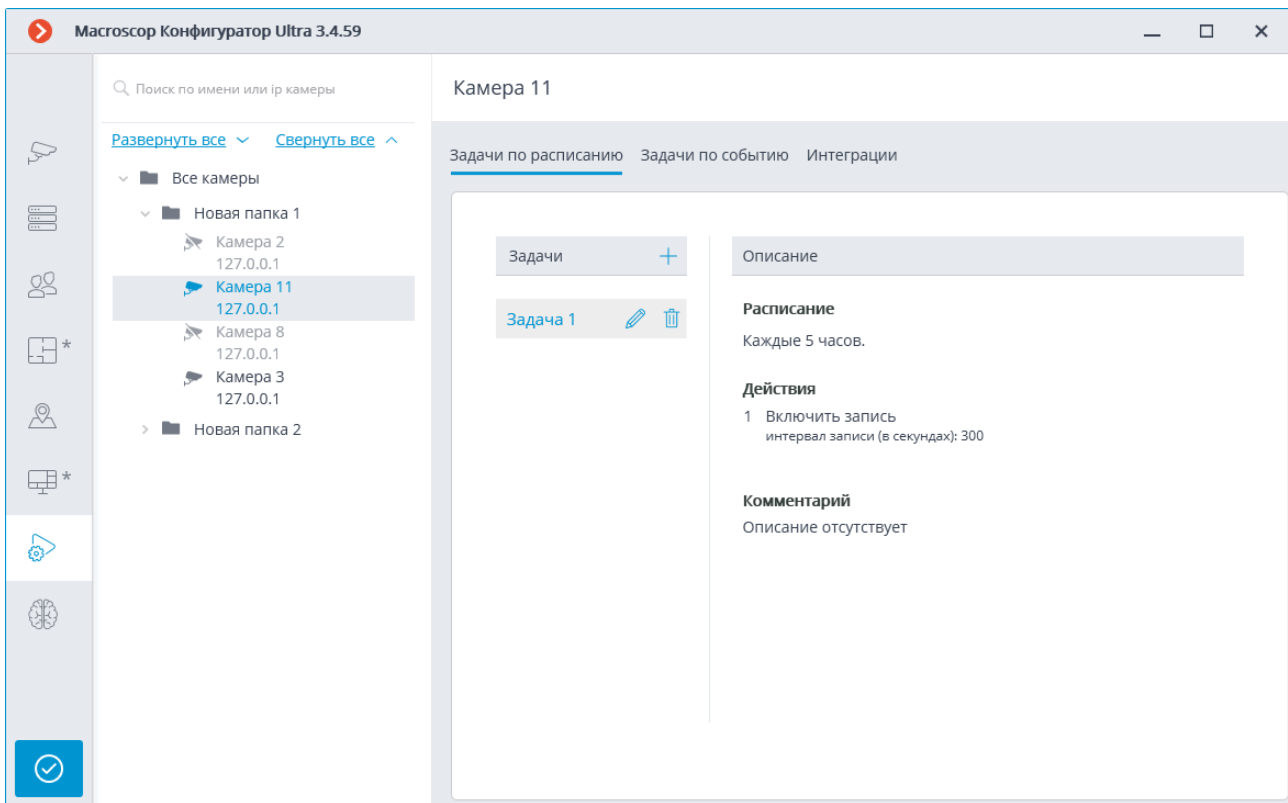 Macroscop Конфигуратор Ultra 3.4.59
Поиск по имени или ip камеры
Развернуть все Свернуть все
Все камеры
Новая папка 1
Камера 2
127.0.0.1
Камера 11
127.0.0.1
Камера 8
127.0.0.1
Камера 3
127.0.0.1
Новая папка 2
*
*
Камера 11
Задачи по расписанию Задачи по событию Интеграции
Задачи
Задача 1
Описание
Расписание
Каждые 5 часов.
Действия
1 Включить запись
интервал записи (в секундах): 300
Комментарий
Описание отсутствует